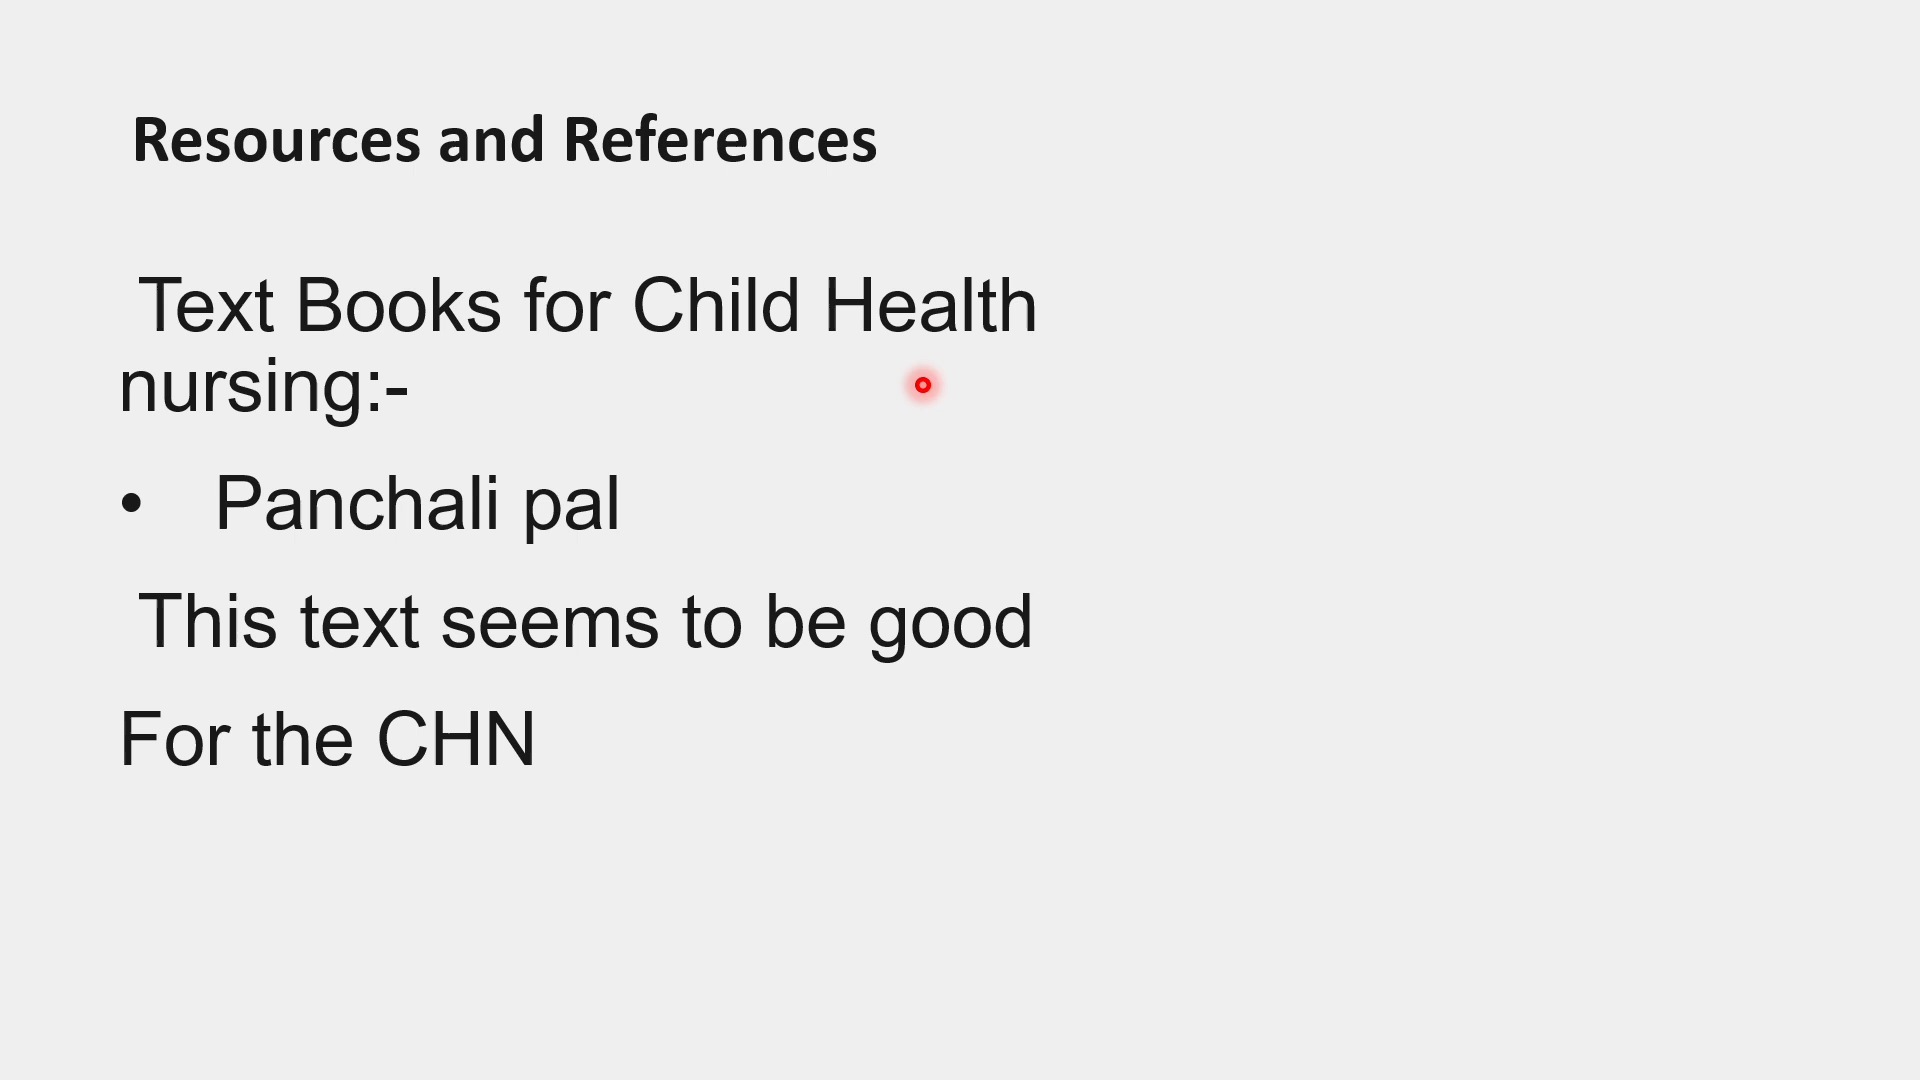 Resources and References
Text Books for Child Health
nursing:-
• Panchali pal
This text seems to be good
For the CHN